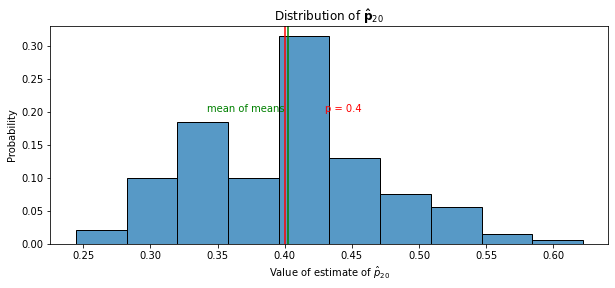 Distribution of p̂₂₀
0.30
0.25
0.20
0.15
0.10
0.05
0.00
Probability
mean of means
p = 0.4
0.25 0.30 0.35 0.40 0.45 0.50 0.55 0.60
Value of estimate of p̂₂₀